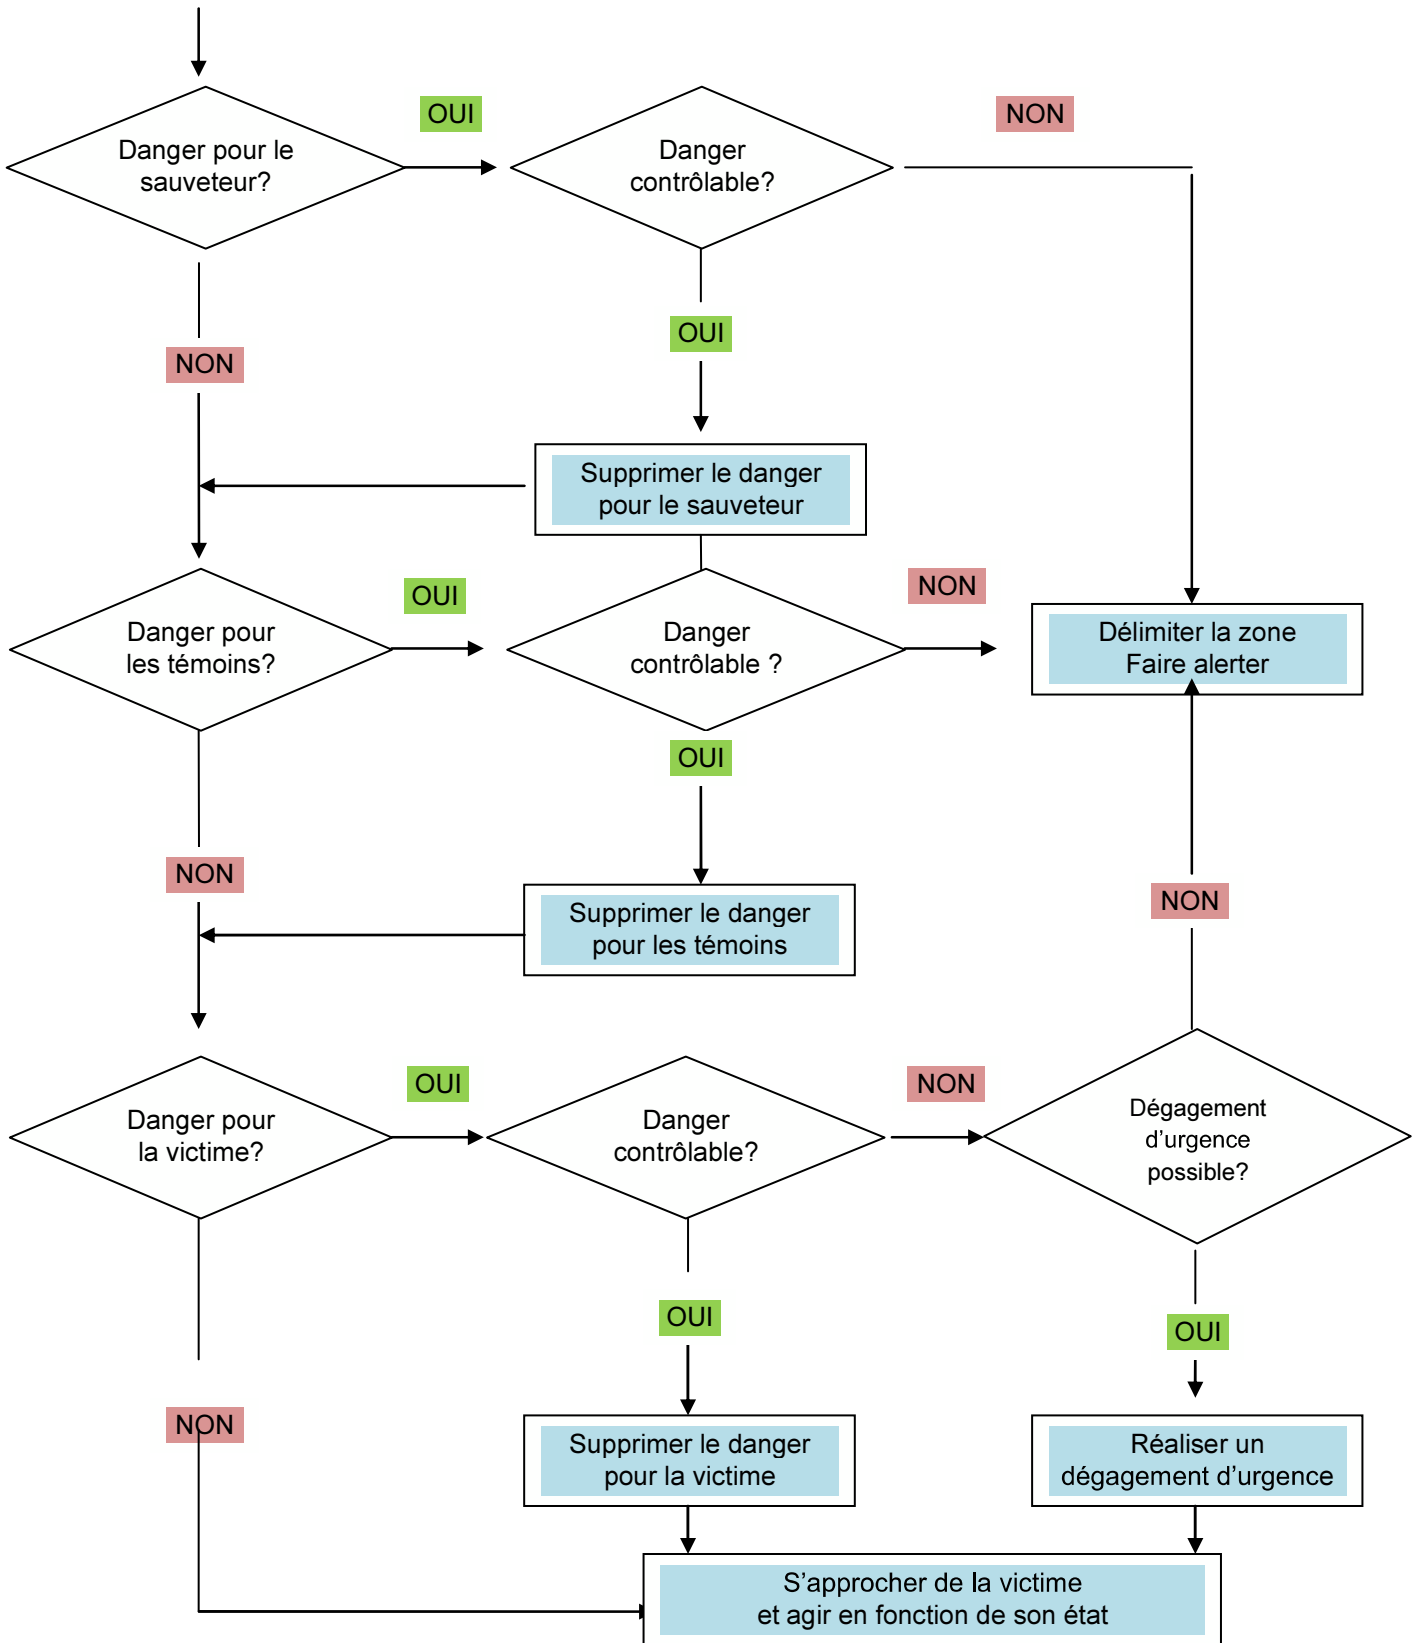 OUI
NON
Danger pour le
sauveteur?
Danger
contrôlable?
OUI
NON
Supprimer le danger
pour le sauveteur
OUI
NON
Danger pour
les témoins?
Danger
contrôlable ?
Délimiter la zone
Faire alerter
OUI
NON
NON
Supprimer le danger
pour les témoins
OUI
NON
Danger pour
la victime?
Danger
contrôlable?
Dégagement
d’urgence
possible?
OUI
OUI
NON
Supprimer le danger
pour la victime
Réaliser un
dégagement d’urgence
S’approcher de la victime
et agir en fonction de son état